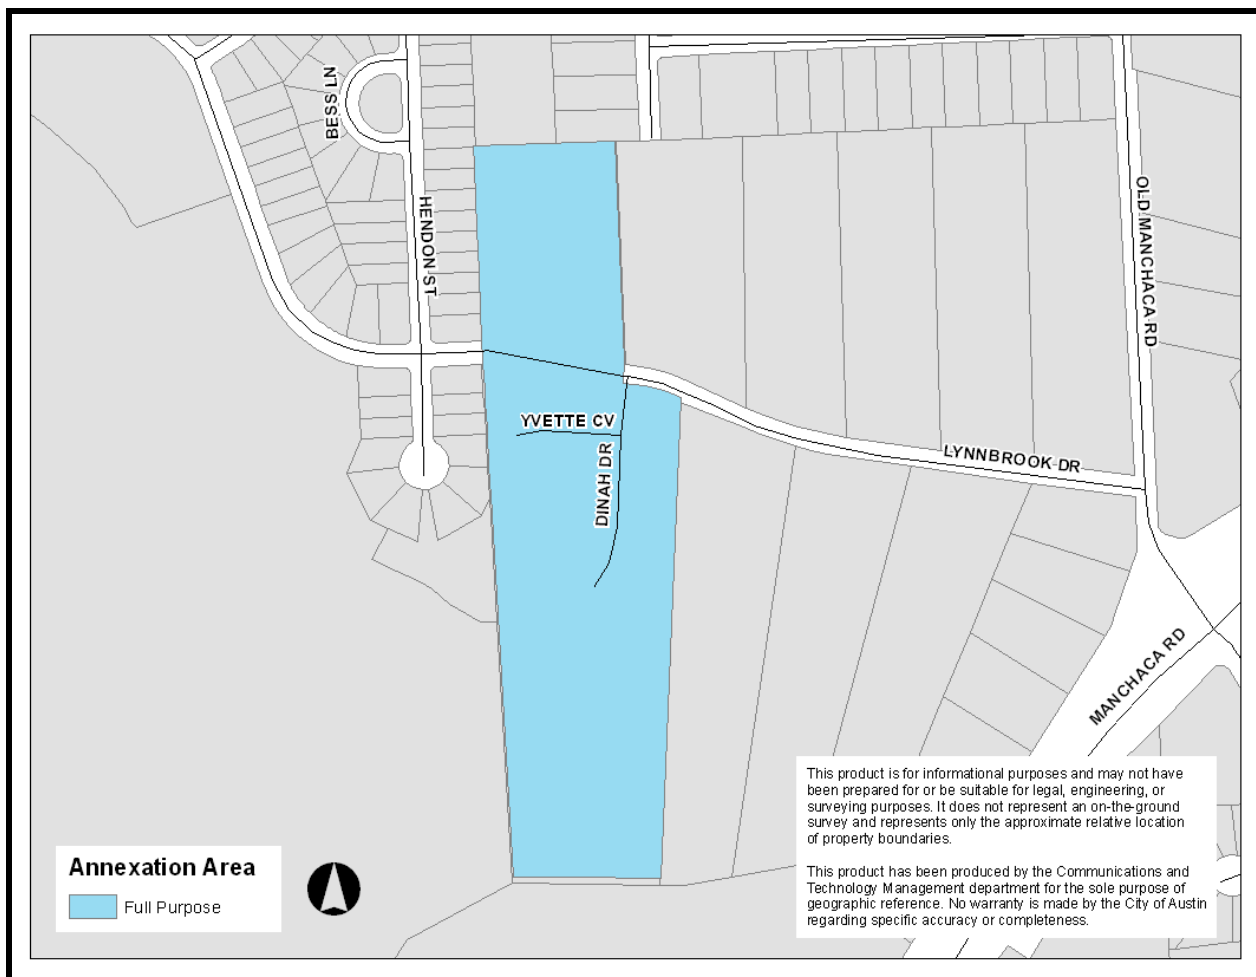 BESS LN
HENDON ST
OLD MANCHACA RD
YVETTE CV
DINAH DR
LYNNBROOK DR
MANCHACA RD
This product is for informational purposes and may not have
been prepared for or be suitable for legal, engineering, or
surveying purposes. It does not represent an on-the-ground
survey and represents only the approximate relative location
of property boundaries.
This product has been produced by the Communications and
Technology Management department for the sole purpose of
geographic reference. No warranty is made by the City of Austin
regarding specific accuracy or completeness.
Annexation Area
Full Purpose